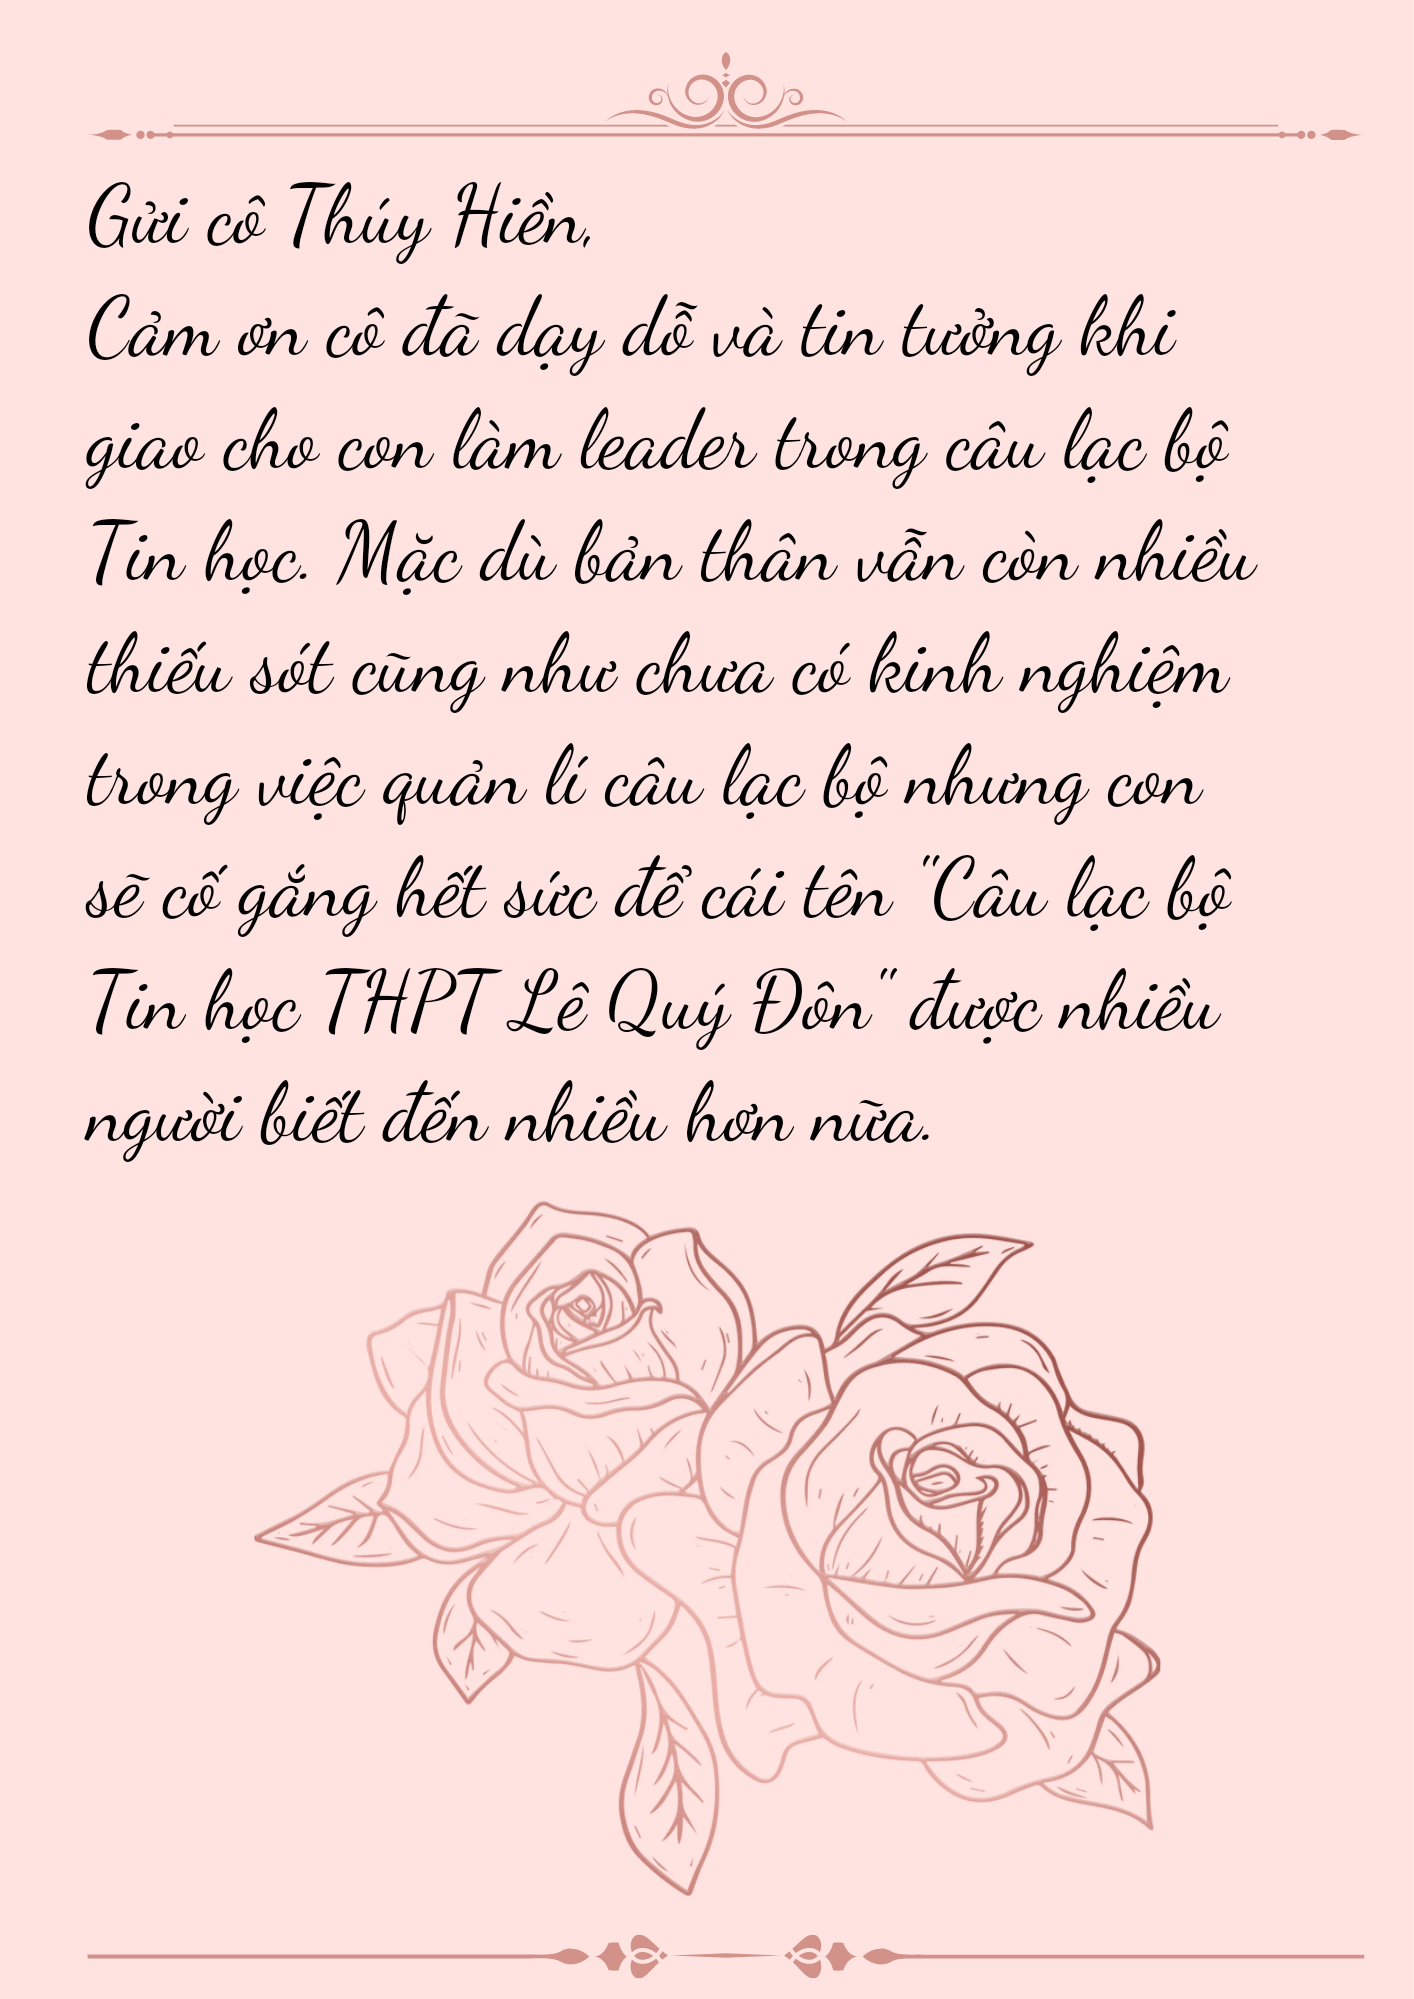 Gửi cô Thúy Hiền,
Cảm ơn cô đã dạy dỗ và tin tưởng khi
giao cho con làm leader trong câu lạc bộ
Tin học. Mặc dù bản thân vẫn còn nhiều
thiếu sót cũng như chưa có kinh nghiệm
trong việc quản lí câu lạc bộ nhưng con
sẽ cố gắng hết sức để cái tên "Câu lạc bộ
Tin học THPT Lê Quý Đôn" được nhiều
người biết đến nhiều hơn nữa.